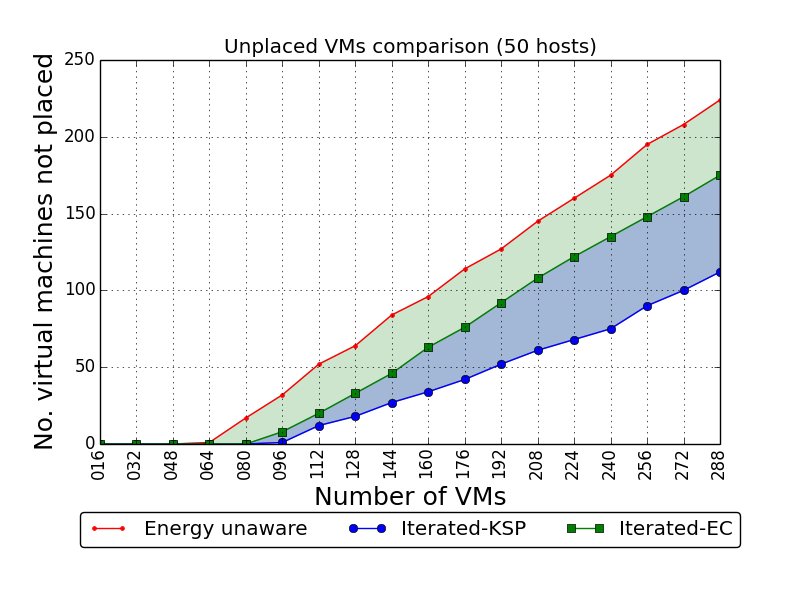 Unplaced VMs comparison (50 hosts)
No. virtual machines not placed
250
200
150
100
50
0
016 032 048 064 080 096 112 128 144 160 176 192 208 224 240 256 272 288
Number of VMs
Energy unaware Iterated-KSP Iterated-EC